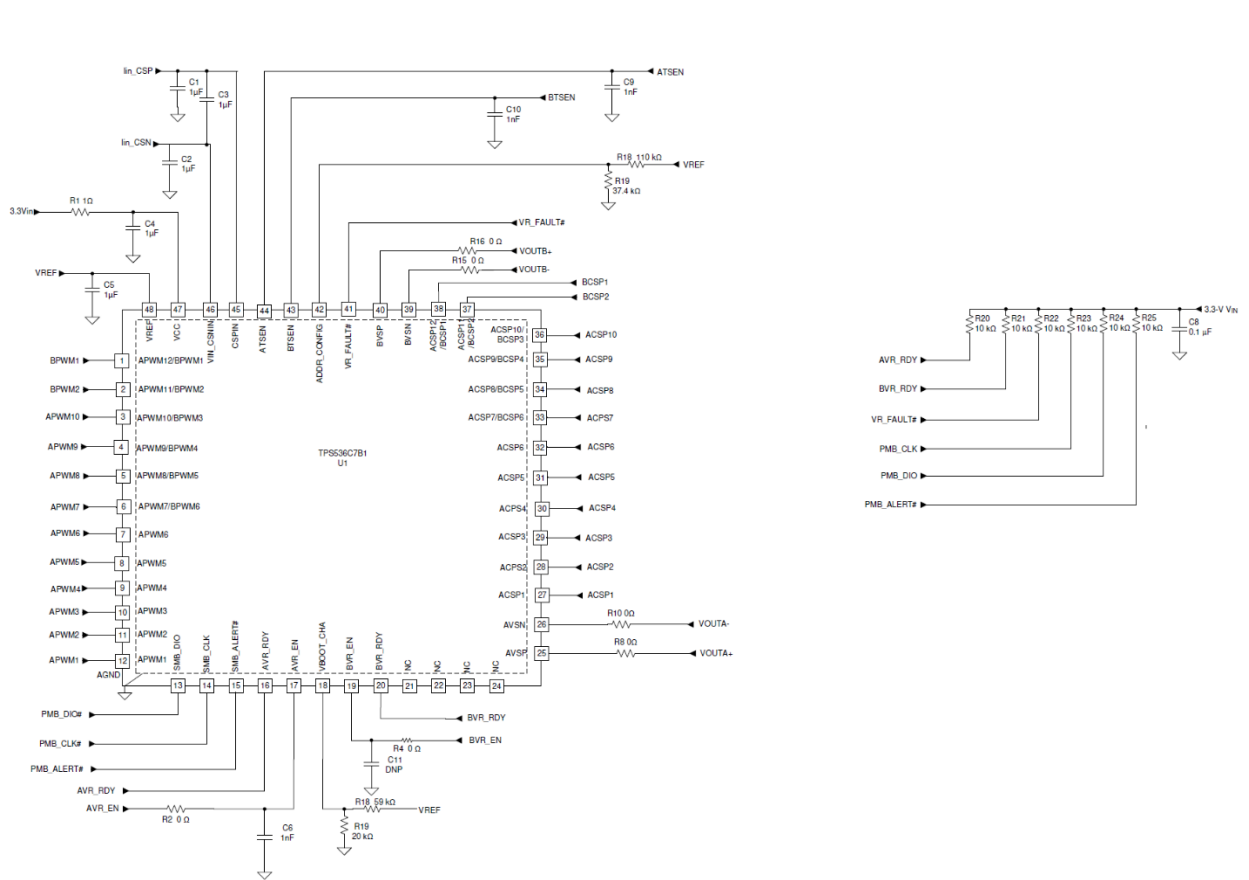 Iin_CSP
C1
1µF
C3
1µF
C9
1nF
ATSEN
BTSEN
C10
1nF
Iin_CSN
C2
1µF
R18 110 kΩ
VREF
R19
37.4 kΩ
R1 1Ω
3.3Vin
C4
1µF
VR_FAULT#
R16 0 Ω
VOUTB+
R15 0 Ω
VOUTB-
VREF
C5
1µF
BCSP1
BCSP2
48
47
46
45
44
43
42
41
40
39
38
37
VREF
VCC
VIN_CSNIN
CSPIN
ATSEN
BTSEN
ADDR_CONFIG
VR_FAULT#
BVSP
BVSN
ACSP12
/BCSP1
ACSP11
/BCSP2
BPWM1
1
APWM12/BPWM1
BPWM2
2
APWM11/BPWM2
APWM10
3
APWM10/BPWM3
APWM9
4
APWM9/BPWM4
APWM8
5
APWM8/BPWM5
APWM7
6
APWM7/BPWM6
APWM6
7
APWM6
APWM5
8
APWM5
APWM4
9
APWM4
APWM3
10
APWM3
APWM2
11
APWM2
APWM1
12
APWM1
AGND
TPS536C7B1
U1
ACSP10/
BCSP3
36
ACSP10
ACSP9/BCSP4
35
ACSP9
ACSP8/BCSP5
34
ACSP8
ACSP7/BCSP6
33
ACPS7
ACSP6
32
ACSP6
ACSP5
31
ACSP5
ACPS4
30
ACSP4
ACSP3
29
ACSP3
ACPS2
28
ACSP2
ACSP1
27
ACSP1
AVSN
26
R10 0Ω
VOUTA-
AVSP
25
R8 0Ω
VOUTA+
SMB_DIO
SMB_CLK
SMB_ALERT#
AVR_RDY
AVR_EN
VBOOT_CHA
BVR_EN
BVR_RDY
NC
NC
NC
NC
13
14
15
16
17
18
19
20
21
22
23
24
PMB_DIO#
BVR_RDY
PMB_CLK#
R4 0 Ω
BVR_EN
C11
DNP
PMB_ALERT#
AVR_RDY
AVR_EN
R2 0 Ω
C6
1nF
R18 59 kΩ
VREF
R19
20 kΩ
3.3-V VIN
R20
10 kΩ
R21
10 kΩ
R22
10 kΩ
R23
10 kΩ
R24
10 kΩ
R25
10 kΩ
C8
0.1 µF
AVR_RDY
BVR_RDY
VR_FAULT#
PMB_CLK
PMB_DIO
PMB_ALERT#